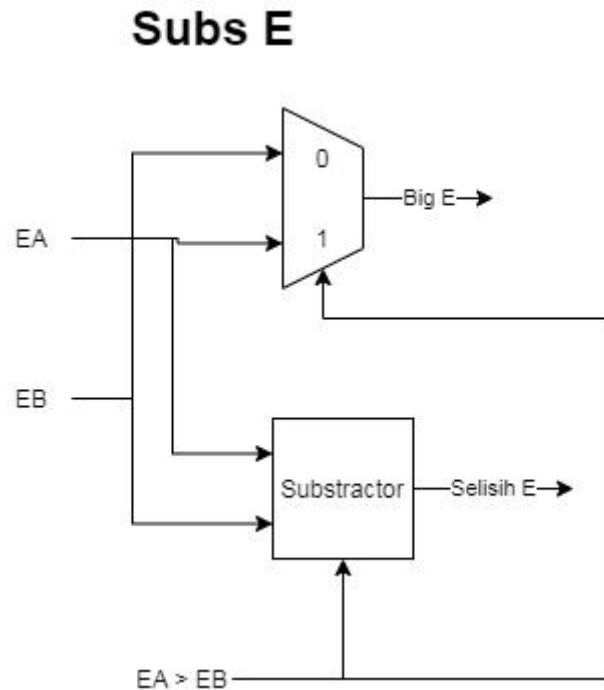 Subs E
0
Big E
EA
1
EB
Substractor
Selisih E
EA > EB